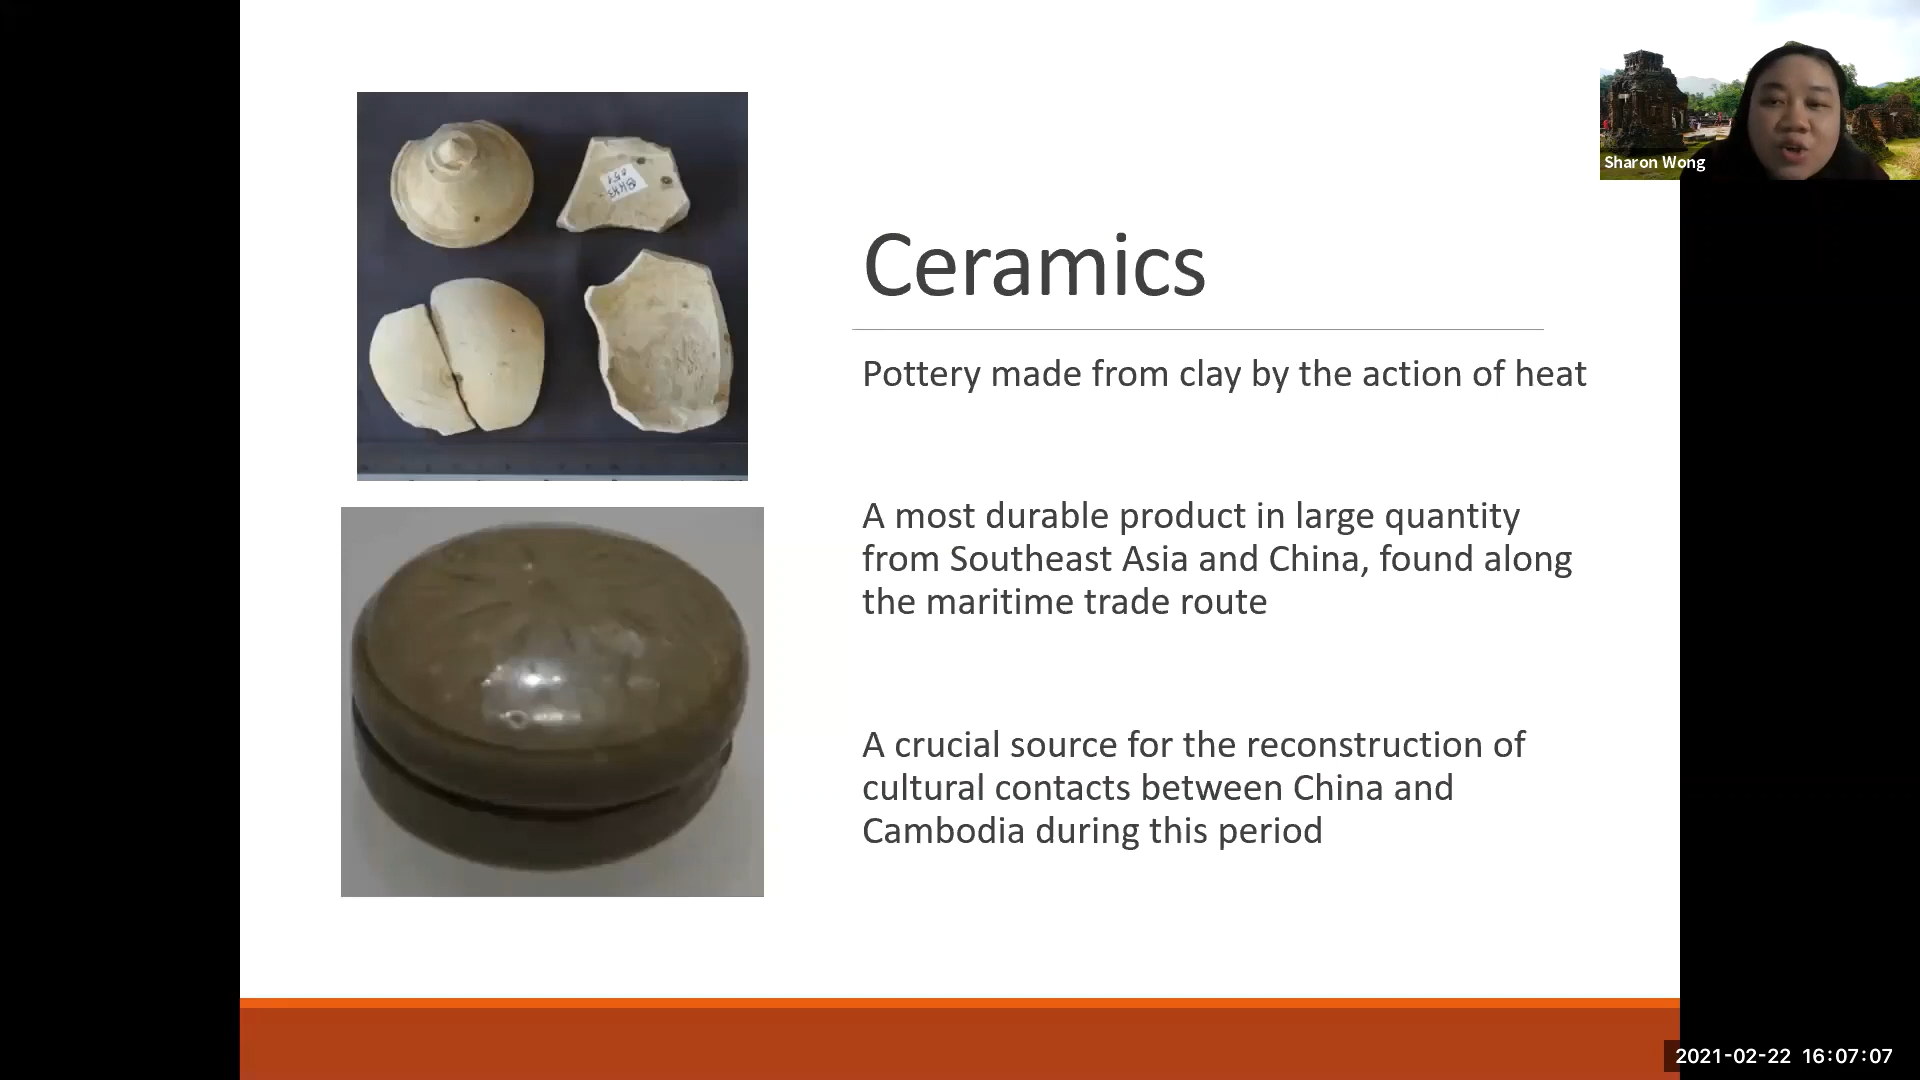 Sharon Wong
Ceramics
Pottery made from clay by the action of heat
A most durable product in large quantity
from Southeast Asia and China, found along
the maritime trade route
A crucial source for the reconstruction of
cultural contacts between China and
Cambodia during this period
2021-02-22 16:07:07